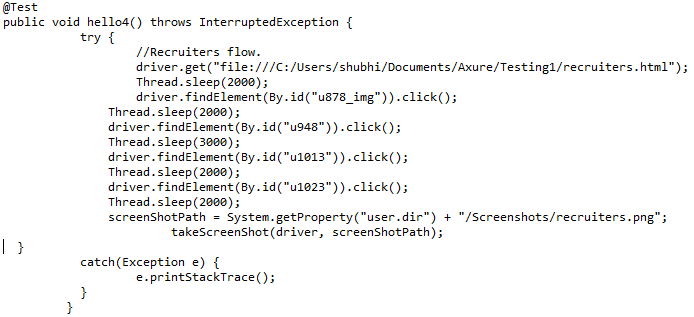 @Test
public void hello4() throws InterruptedException {
try {
//Recruiters flow.
driver.get("file:///C:/Users/shubhi/Documents/Axure/Testing1/recruiters.html");
Thread.sleep(2000);
driver.findElement(By.id("u878_img")).click();
Thread.sleep(2000);
driver.findElement(By.id("u948")).click();
Thread.sleep(3000);
driver.findElement(By.id("u1013")).click();
Thread.sleep(2000);
driver.findElement(By.id("u1023")).click();
Thread.sleep(2000);
screenShotPath = System.getProperty("user.dir") + "/Screenshots/recruiters.png";
takeScreenShot(driver, screenShotPath);
}
catch(Exception e) {
e.printStackTrace();
}
}